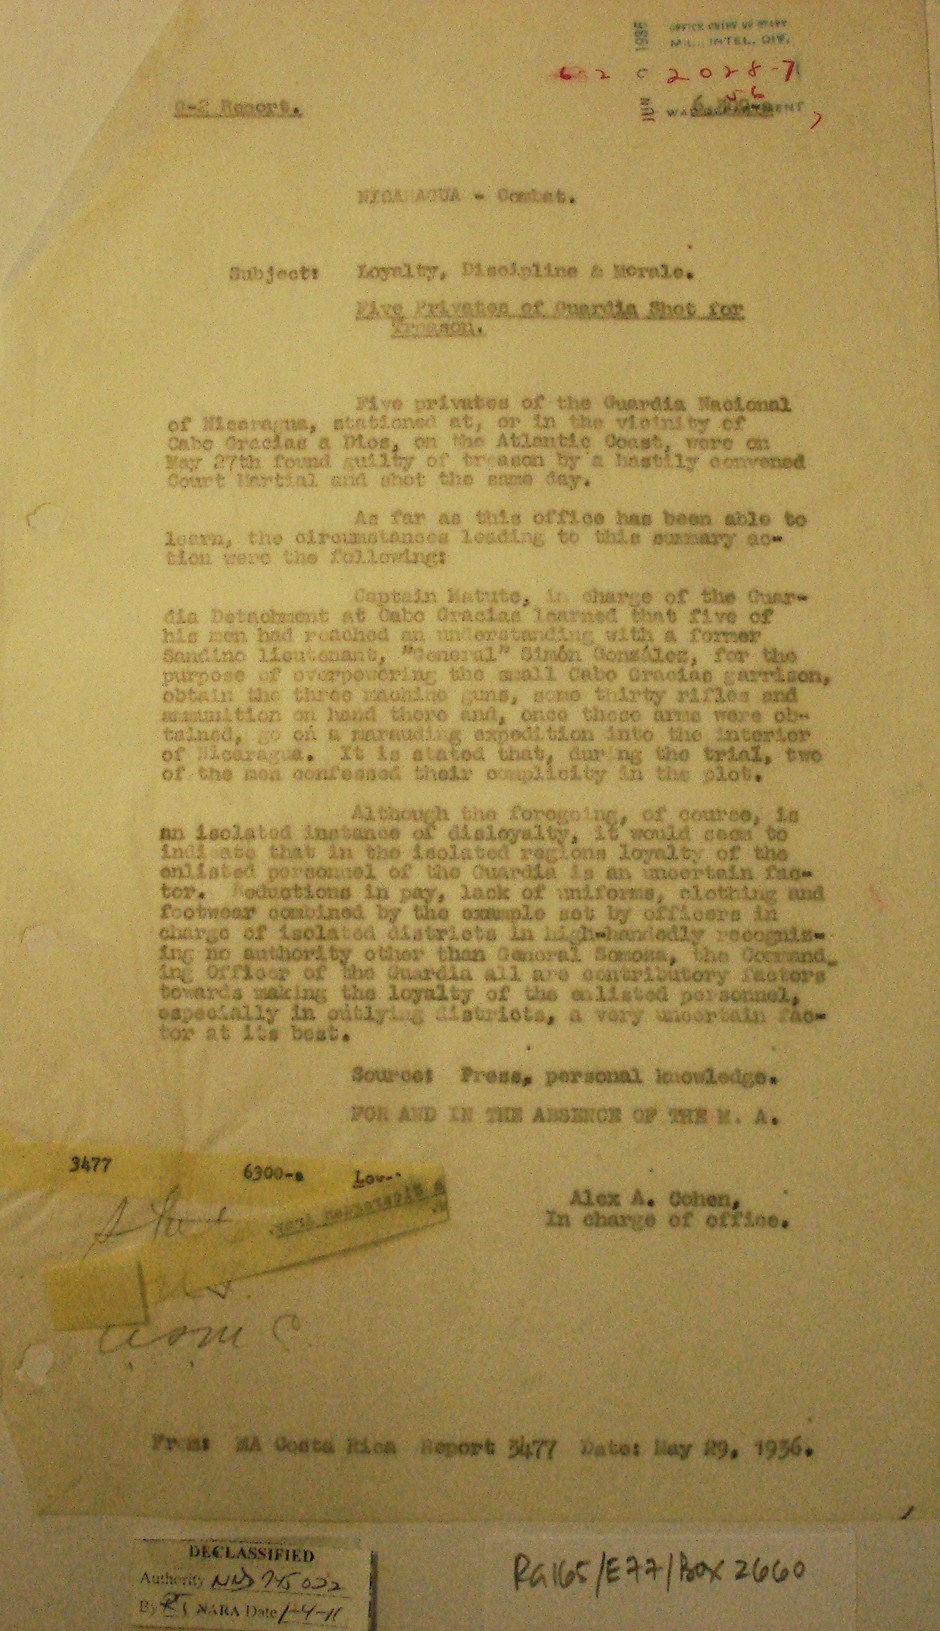 1936
OFFICE CHIEF OF STAFF
MIL. INTEL. DIV.
6 2 C 2028-7
56
JUN
WAR DEPARTMENT
G-2 Report.
NICARAGUA - Combat.
Subject: Loyalty, Discipline & Morale.
Five Privates of Guardia Shot for
Treason.
Five privates of the Guardia Nacional
of Nicaragua, stationed at, or in the vicinity of
Cabo Gracias a Dios, on the Atlantic Coast, were on
May 27th found guilty of treason by a hastily convened
Court Martial and shot the same day.
As far as this office has been able to
learn, the circumstances leading to this summary ac-
tion were the following:
Captain Matute, in charge of the Guar-
dia Detachment at Cabo Gracias learned that five of
his men had reached an understanding with a former
Sandino lieutenant, "General" Simón González, for the
purpose of overpowering the small Cabo Gracias garrison,
obtain the three machine guns, some thirty rifles and
ammunition on hand there and, once these arms were ob-
tained, go on a marauding expedition into the interior
of Nicaragua. It is stated that, during the trial, two
of the men confessed their complicity in the plot.
Although the foregoing, of course, is
an isolated instance of disloyalty, it would seem to
indicate that in the isolated regions loyalty of the
enlisted personnel of the Guardia is an uncertain fac-
tor. Reductions in pay, lack of uniforms, clothing and
footwear combined by the example set by officers in
charge of isolated districts in high-handedly recogniz-
ing no authority other than General Somoza, the Command_
ing Officer of the Guardia all are contributory factors
towards making the loyalty of the enlisted personnel,
especially in outlying districts, a very uncertain fac-
tor at its best.
Source: Press, personal knowledge.
FOR AND IN THE ABSENCE OF THE M. A.
3477 6300-a
Alex A. Cohen,
In charge of office.
From: MA Costa Rica Report 3477 Date: May 29, 1936.
DECLASSIFIED
Authority NND 745022
By RT NARA Date 1-4-11
RG165/E77/Box 2660